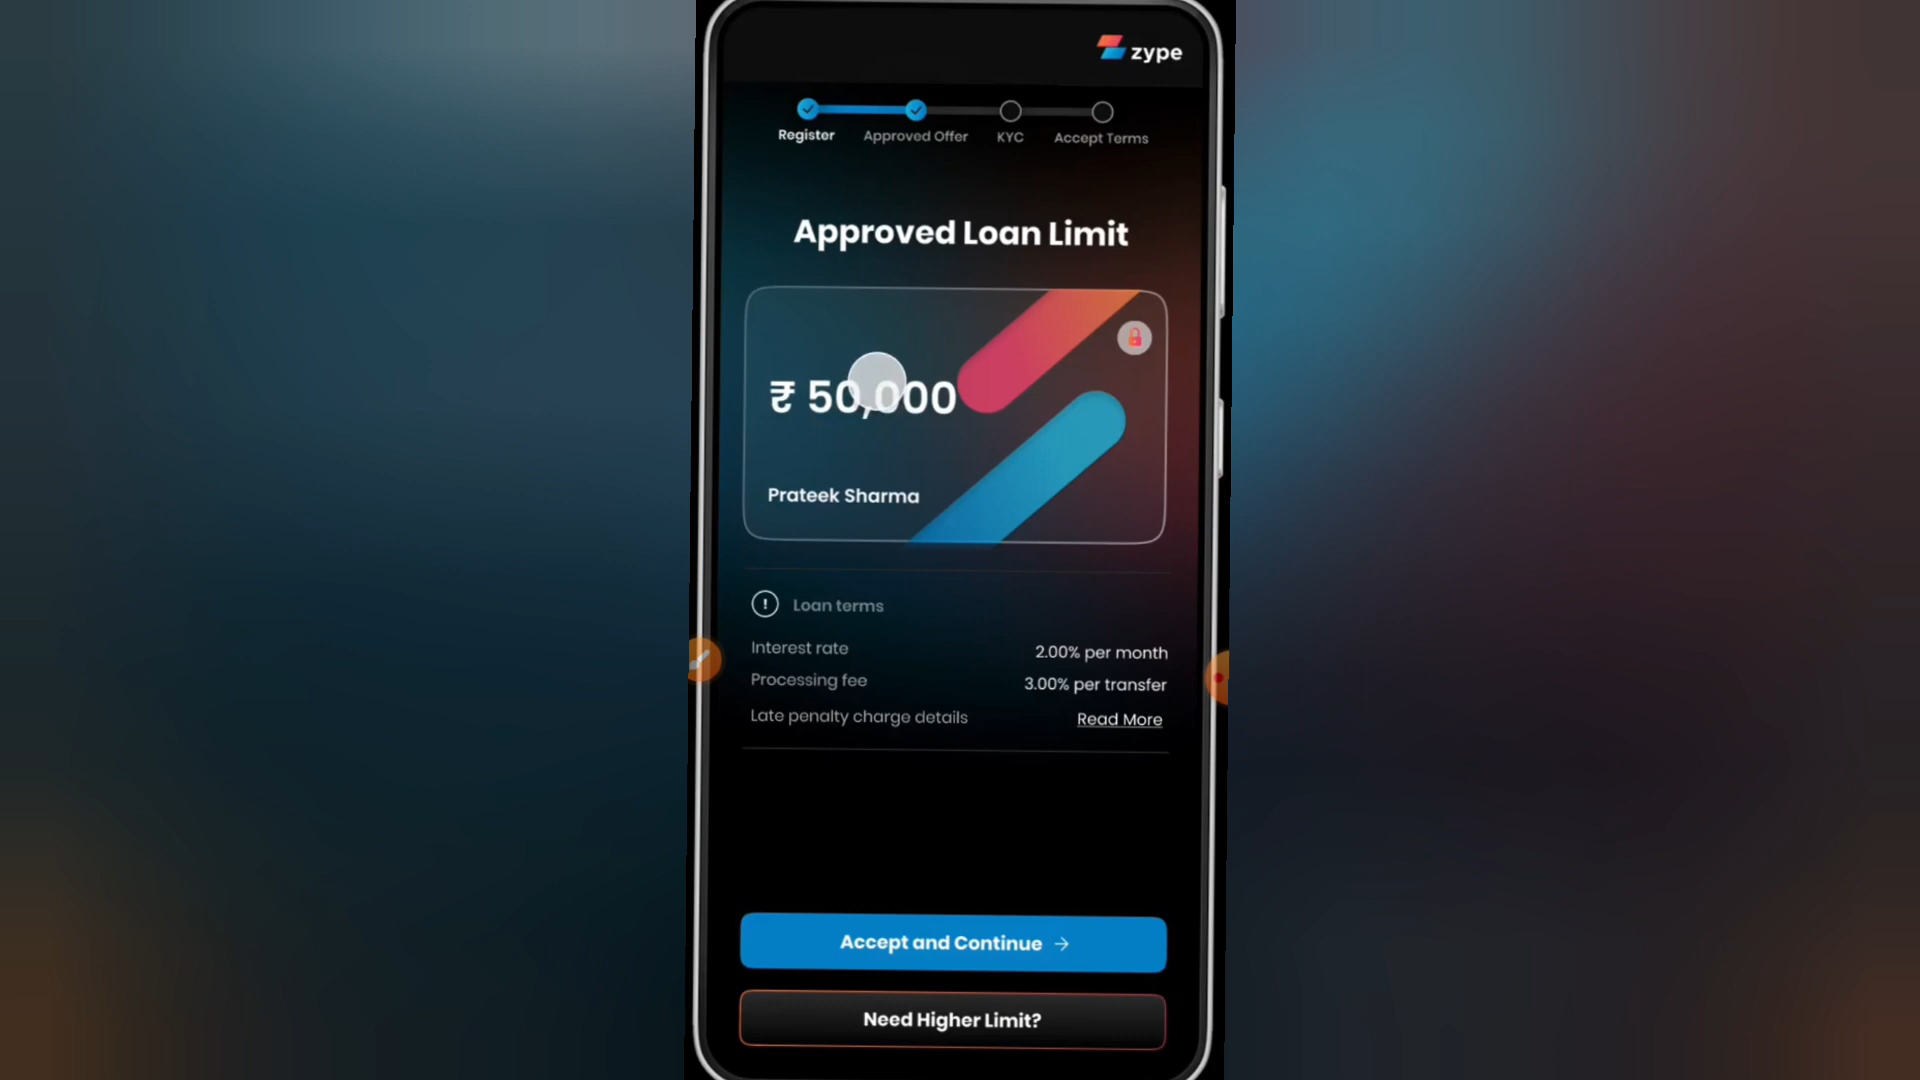 zype
Register Approved Offer KYC Accept Terms
Approved Loan Limit
₹ 50,000
Prateek Sharma
Loan terms
Interest rate 2.00% per month
Processing fee 3.00% per transfer
Late penalty charge details Read More
Accept and Continue →
Need Higher Limit?